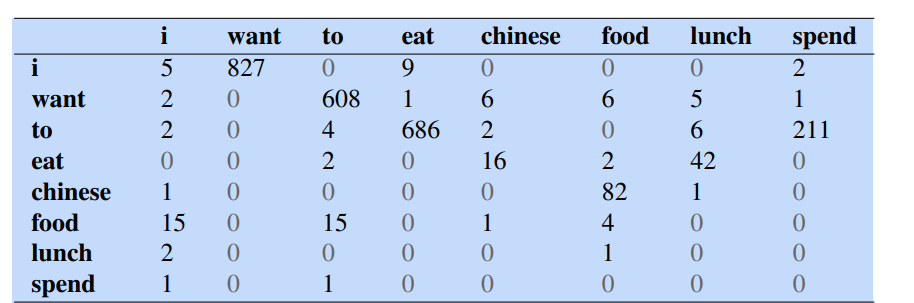 i want to eat chinese food lunch spend
i 5 827 0 9 0 0 0 2
want 2 0 608 1 6 6 5 1
to 2 0 4 686 2 0 6 211
eat 0 0 2 0 16 2 42 0
chinese 1 0 0 0 0 82 1 0
food 15 0 15 0 1 4 0 0
lunch 2 0 0 0 0 1 0 0
spend 1 0 1 0 0 0 0 0